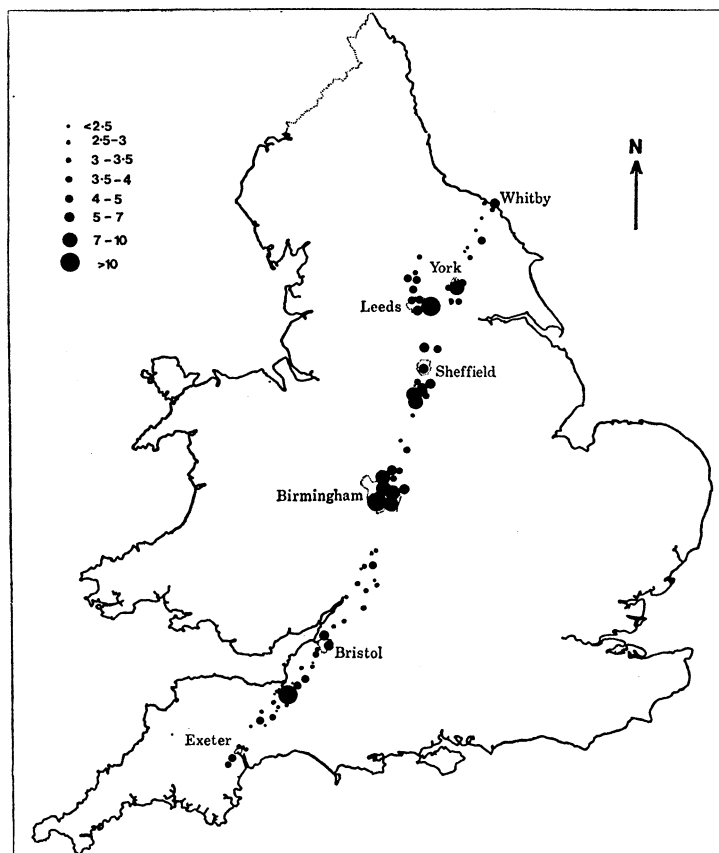 <2·5
2·5–3
3–3·5
3·5–4
4–5
5–7
7–10
>10
N
Whitby
York
Leeds
Sheffield
Birmingham
Bristol
Exeter